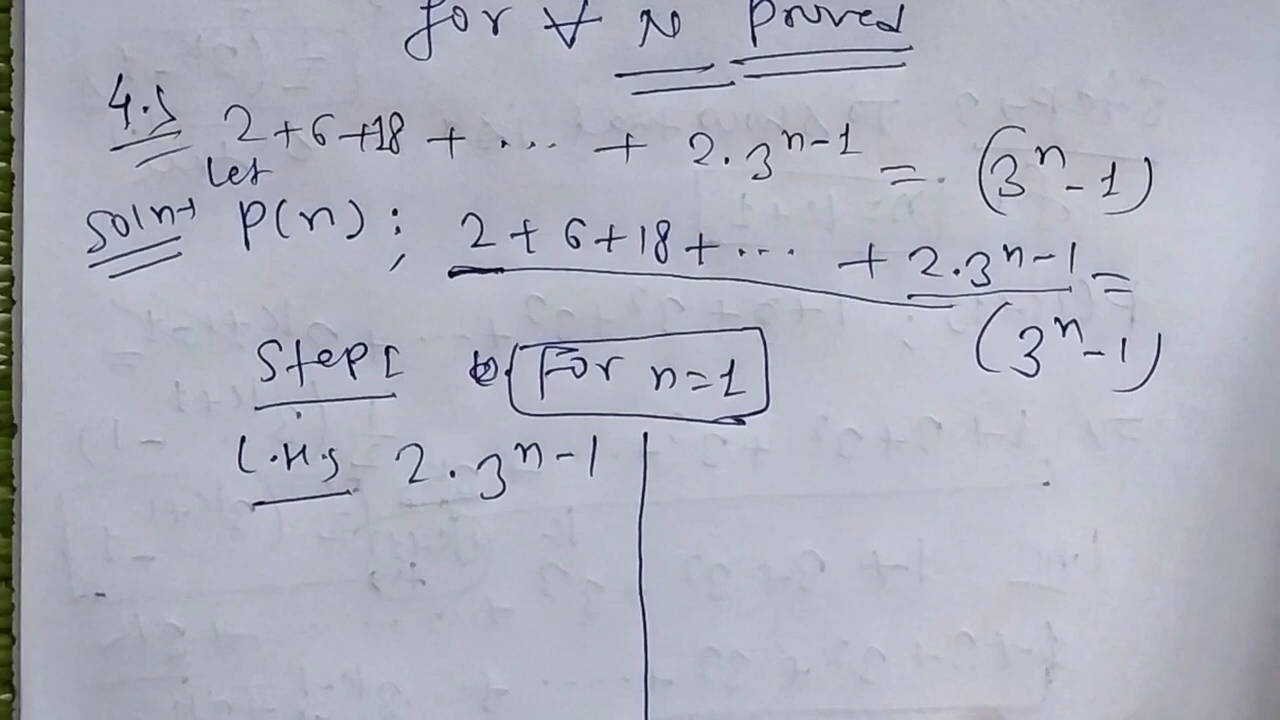 for ∀ N Proved
4.> 2+6+18 + ... + 2.3^{n-1} = (3^n-1)
Let
Soln→ P(n); 2+6+18+... + 2.3^{n-1} =
(3^n-1)
Step I For n=1
L.H.S 2.3^{n-1}